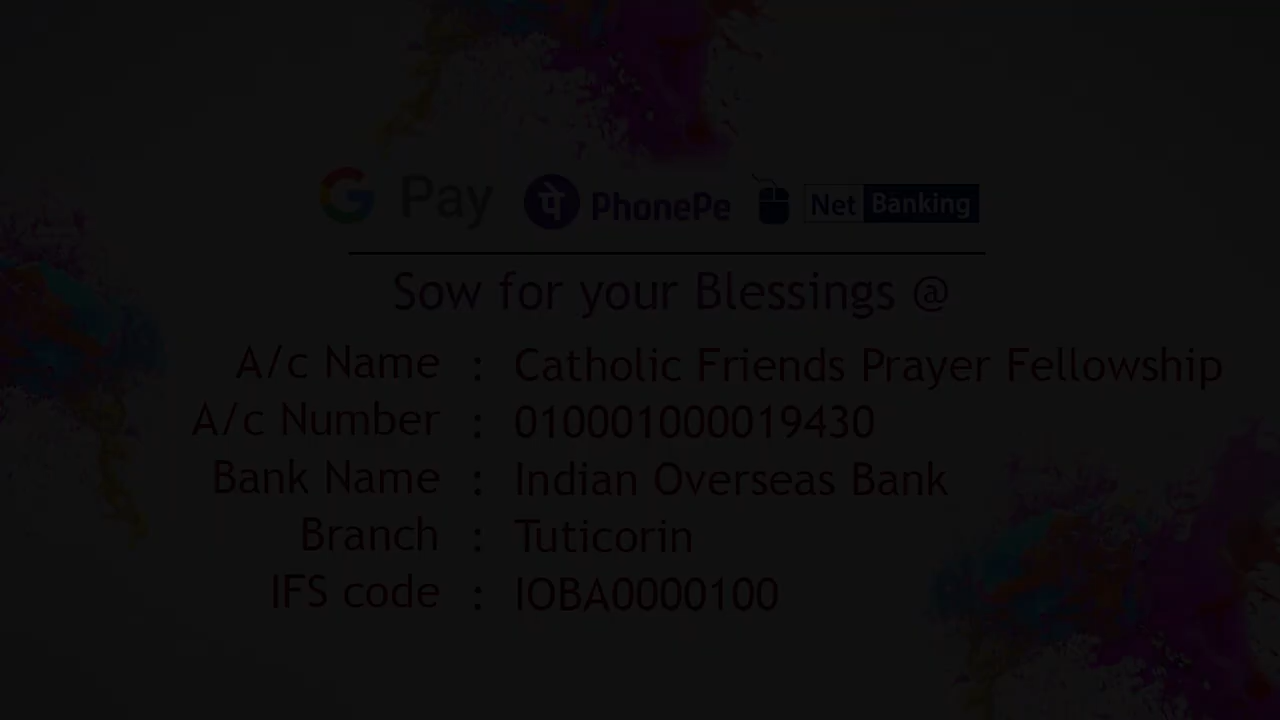 G Pay पे PhonePe Net Banking
Sow for your Blessings @
A/c Name : Catholic Friends Prayer Fellowship
A/c Number : 010001000019430
Bank Name : Indian Overseas Bank
Branch : Tuticorin
IFS code : IOBA0000100